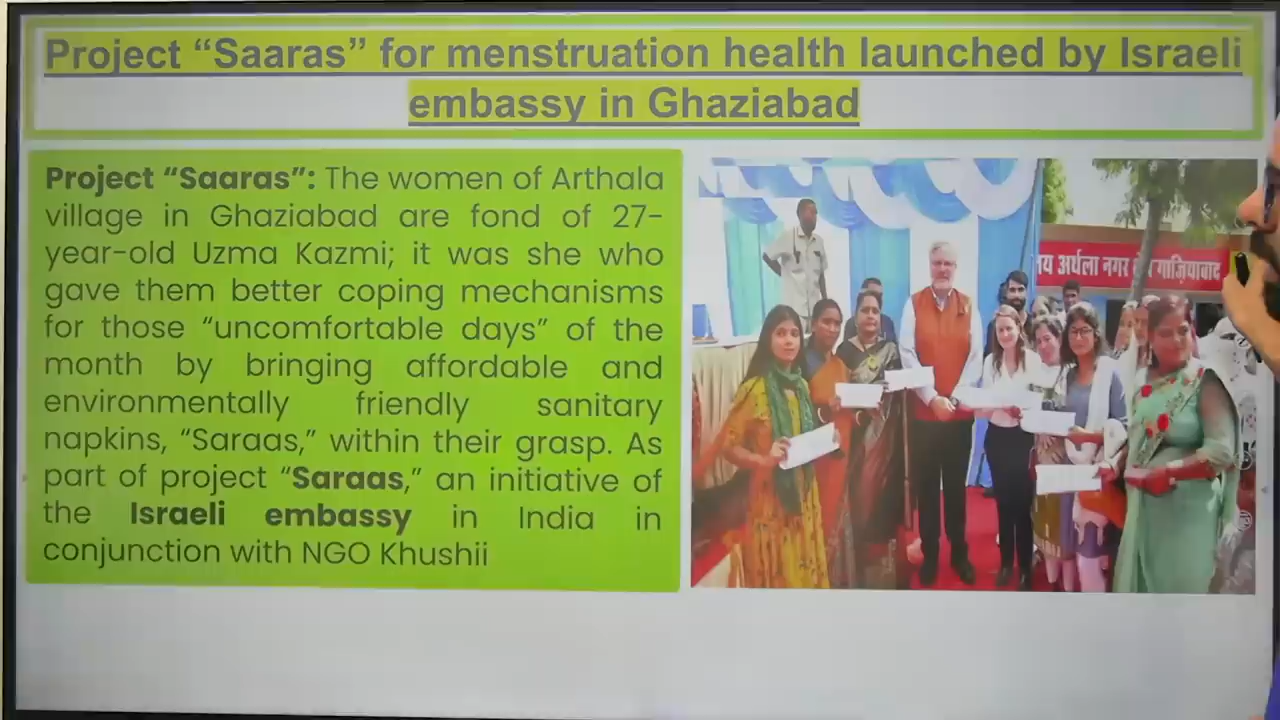 Project “Saaras” for menstruation health launched by Israeli
embassy in Ghaziabad
Project “Saaras”: The women of Arthala
village in Ghaziabad are fond of 27-
year-old Uzma Kazmi; it was she who
gave them better coping mechanisms
for those “uncomfortable days” of the
month by bringing affordable and
environmentally friendly sanitary
napkins, “Saraas,” within their grasp. As
part of project “Saraas,” an initiative of
the Israeli embassy in India in
conjunction with NGO Khushii
अर्थला नगर गाज़ियाबाद